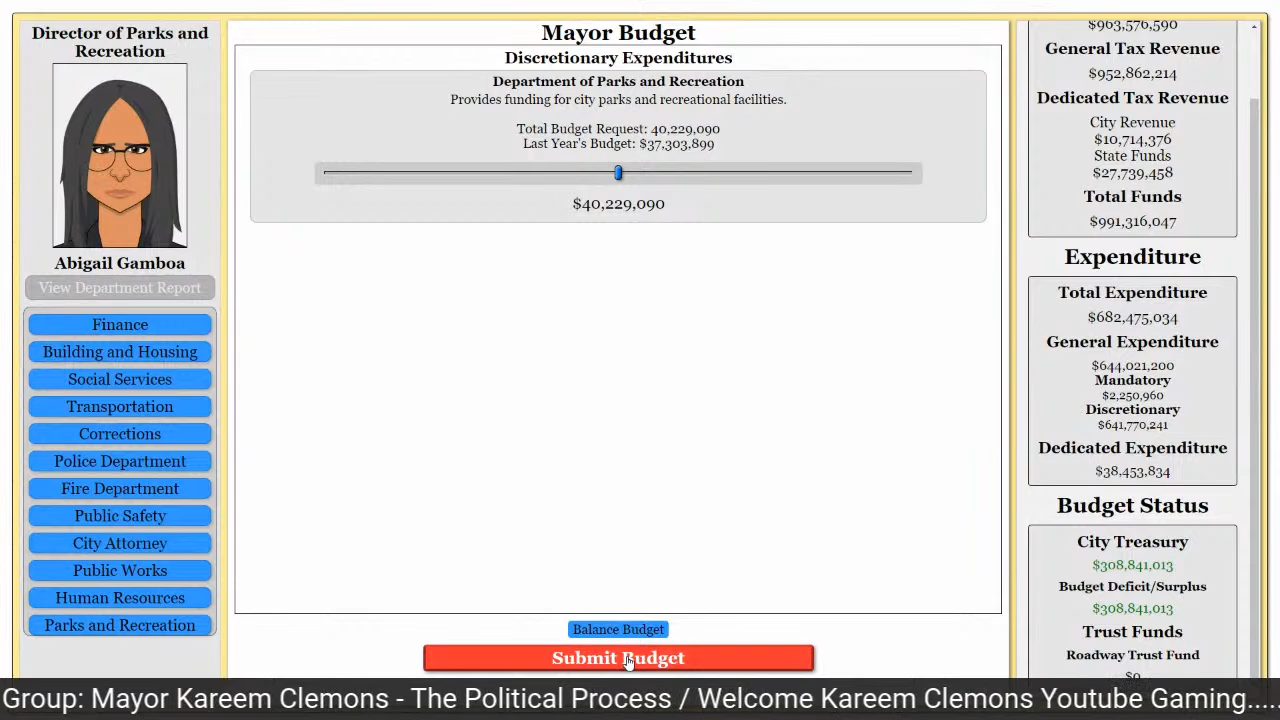 Director of Parks and
Recreation
Abigail Gamboa
View Department Report
Finance
Building and Housing
Social Services
Transportation
Corrections
Police Department
Fire Department
Public Safety
City Attorney
Public Works
Human Resources
Parks and Recreation
Mayor Budget
Discretionary Expenditures
Department of Parks and Recreation
Provides funding for city parks and recreational facilities.
Total Budget Request: 40,229,090
Last Year's Budget: $37,303,899
$40,229,090
Balance Budget
Submit Budget
$963,576,590
General Tax Revenue
$952,862,214
Dedicated Tax Revenue
City Revenue
$10,714,376
State Funds
$27,739,458
Total Funds
$991,316,047
Expenditure
Total Expenditure
$682,475,034
General Expenditure
$644,021,200
Mandatory
$2,250,960
Discretionary
$641,770,241
Dedicated Expenditure
$38,453,834
Budget Status
City Treasury
$308,841,013
Budget Deficit/Surplus
$308,841,013
Trust Funds
Roadway Trust Fund
$0
Group: Mayor Kareem Clemons - The Political Process / Welcome Kareem Clemons Youtube Gaming.....